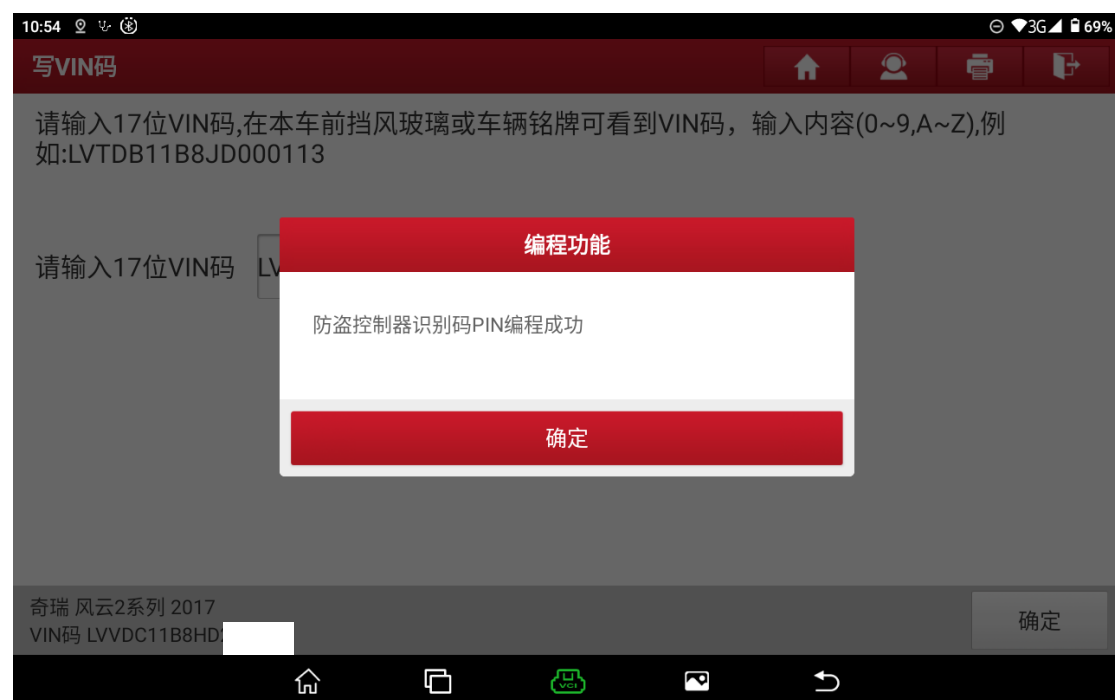 10:54
3G
69%
写VIN码
请输入17位VIN码,在本车前挡风玻璃或车辆铭牌可看到VIN码，输入内容(0~9,A~Z),例
如:LVTDB11B8JD000113
编程功能
请输入17位VIN码 LV
防盗控制器识别码PIN编程成功
确定
奇瑞 风云2系列 2017
VIN码 LVVDC11B8HD
确定
VCI